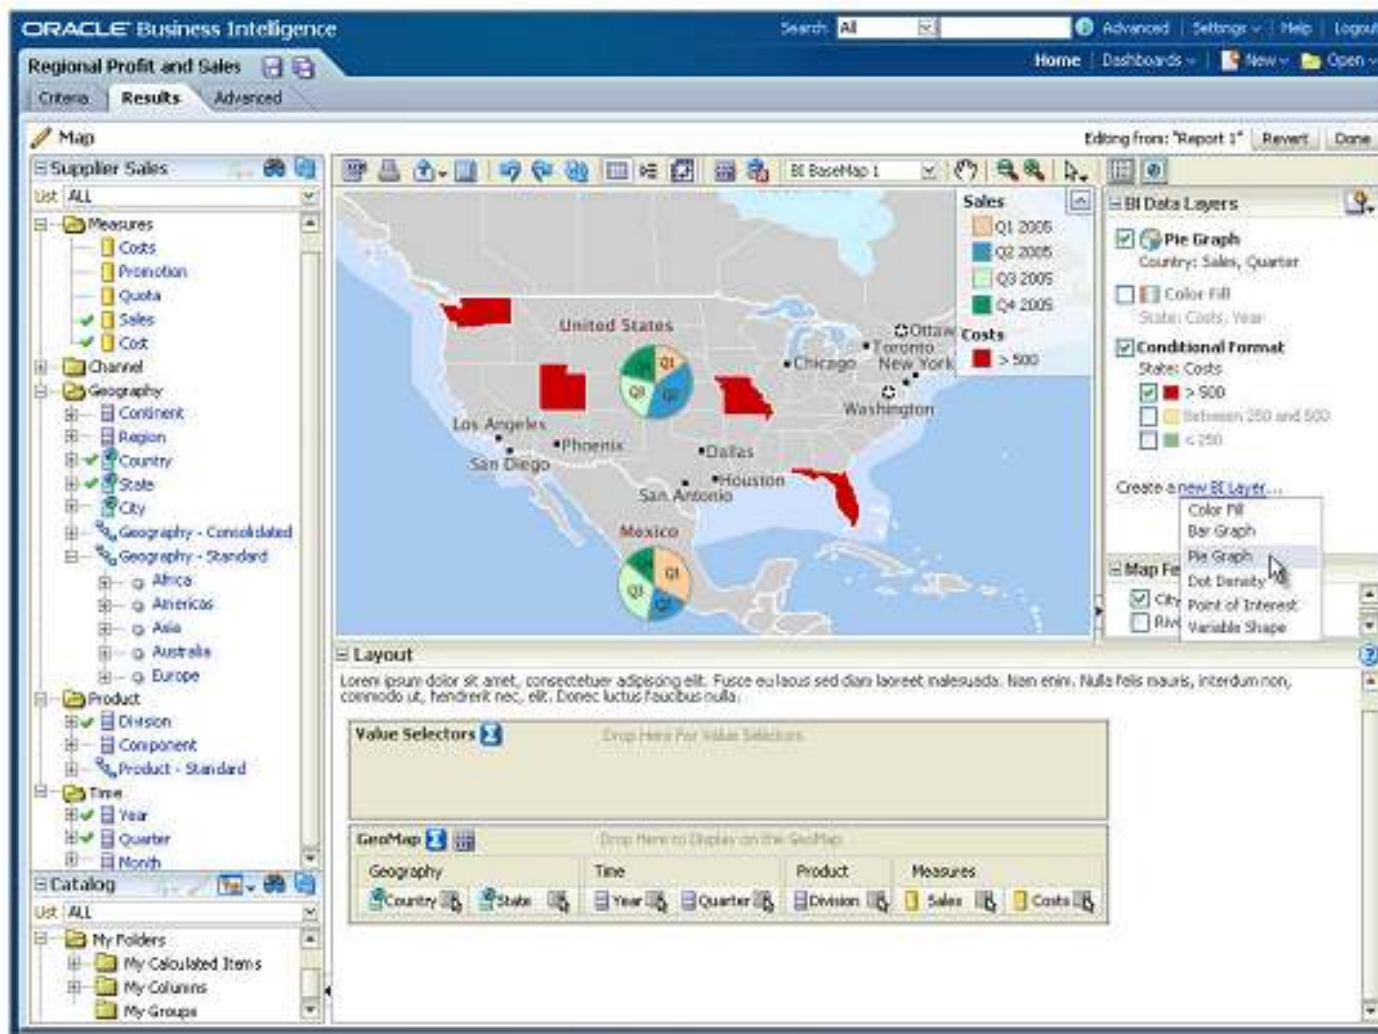 ORACLE Business Intelligence
Search All Advanced Settings Help Logout
Regional Profit and Sales
Home Dashboards New Open
Criteria Results Advanced
Map
Editing from: "Report 1" Revert Done
Supplier Sales
List ALL
Measures
Costs
Promotion
Quota
Sales
Cost
Channel
Geography
Continent
Region
Country
State
City
Geography - Consolidated
Geography - Standard
Africa
Americas
Asia
Australia
Europe
Product
Division
Component
Product - Standard
Time
Year
Quarter
Month
Catalog
List ALL
My Folders
My Calculated Items
My Columns
My Groups
BI BaseMap 1
Sales
Q1 2005
Q2 2005
Q3 2005
Q4 2005
Costs
> 500
United States
Q4 Q1
Q3 Q2
Ottaw
Toronto
Chicago
New York
Washington
Los Angeles
Phoenix
San Diego
Dallas
Houston
San Antonio
Mexico
Q1
Q3
Q2
BI Data Layers
Pie Graph
Country: Sales, Quarter
Color Fill
State: Costs, Year
Conditional Format
State: Costs
> 500
Between 250 and 500
< 250
Create a new BI Layer...
Color Fill
Bar Graph
Pie Graph
Dot Density
Point of Interest
Variable Shape
Map Fe
City
Rive
Layout
Lorem ipsum dolor sit amet, consectetuer adipiscing elit. Fusce eu lacus sed diam laoreet malesuada. Nam enim. Nulla felis mauris, interdum non,
commodo ut, hendrerit nec, elit. Donec luctus faucibus nulla.
Value Selectors Drop Here For Value Selectors
GeoMap Drop Here to Display on the GeoMap
Geography Time Product Measures
Country State Year Quarter Division Sales Costs